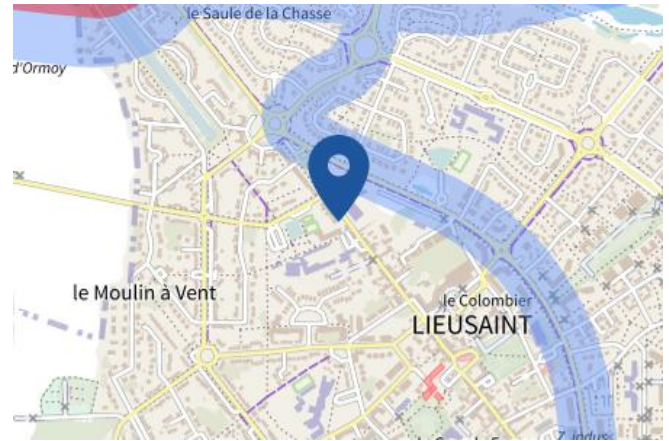 le Saule de la Chasse
d'Ormoy
le Moulin à Vent
le Colombier
LIEUSAINT
Z. Indus